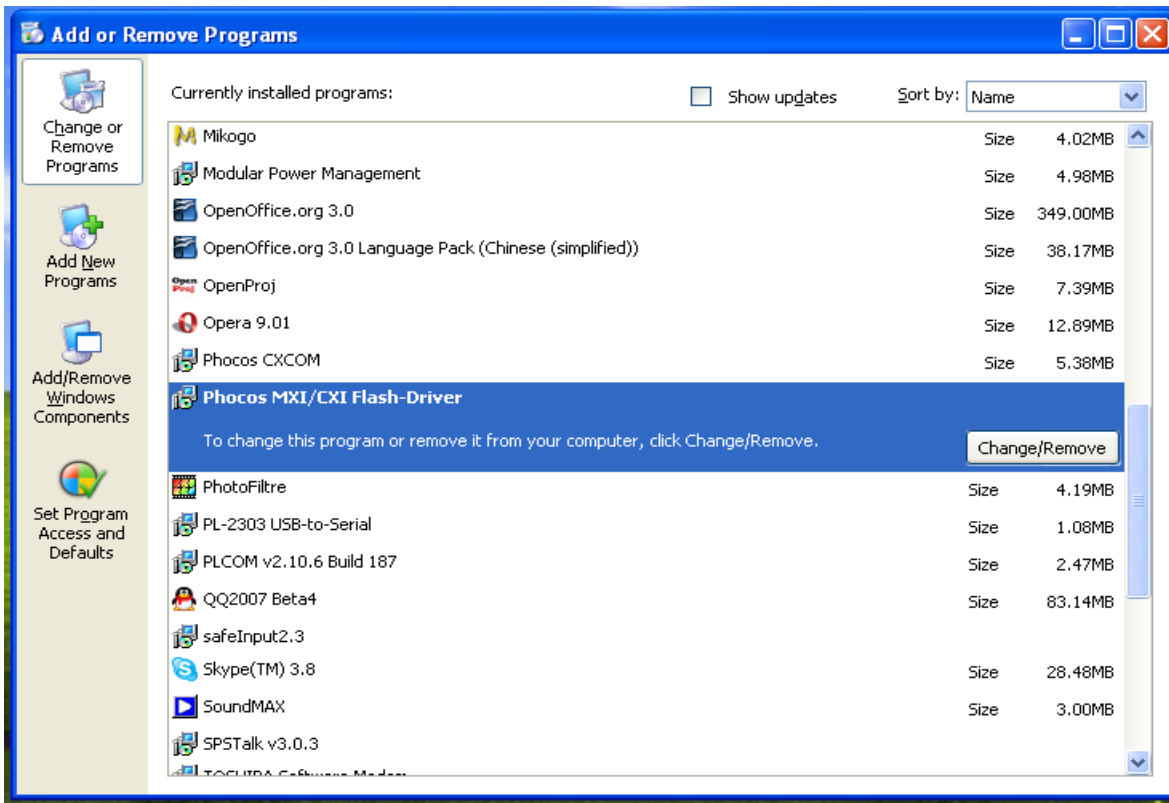 Add or Remove Programs
Change or
Remove
Programs
Add New
Programs
Add/Remove
Windows
Components
Set Program
Access and
Defaults
Currently installed programs:
Show updates
Sort by: Name
Mikogo Size 4.02MB
Modular Power Management Size 4.98MB
OpenOffice.org 3.0 Size 349.00MB
OpenOffice.org 3.0 Language Pack (Chinese (simplified)) Size 38.17MB
Open Proj OpenProj Size 7.39MB
Opera 9.01 Size 12.89MB
Phocos CXCOM Size 5.38MB
Phocos MXI/CXI Flash-Driver
To change this program or remove it from your computer, click Change/Remove.
Change/Remove
PhotoFiltre Size 4.19MB
PL-2303 USB-to-Serial Size 1.08MB
PLCOM v2.10.6 Build 187 Size 2.47MB
QQ2007 Beta4 Size 83.14MB
safeInput2.3
Skype(TM) 3.8 Size 28.48MB
SoundMAX Size 3.00MB
SPSTalk v3.0.3
TOSHIBA Software Modem